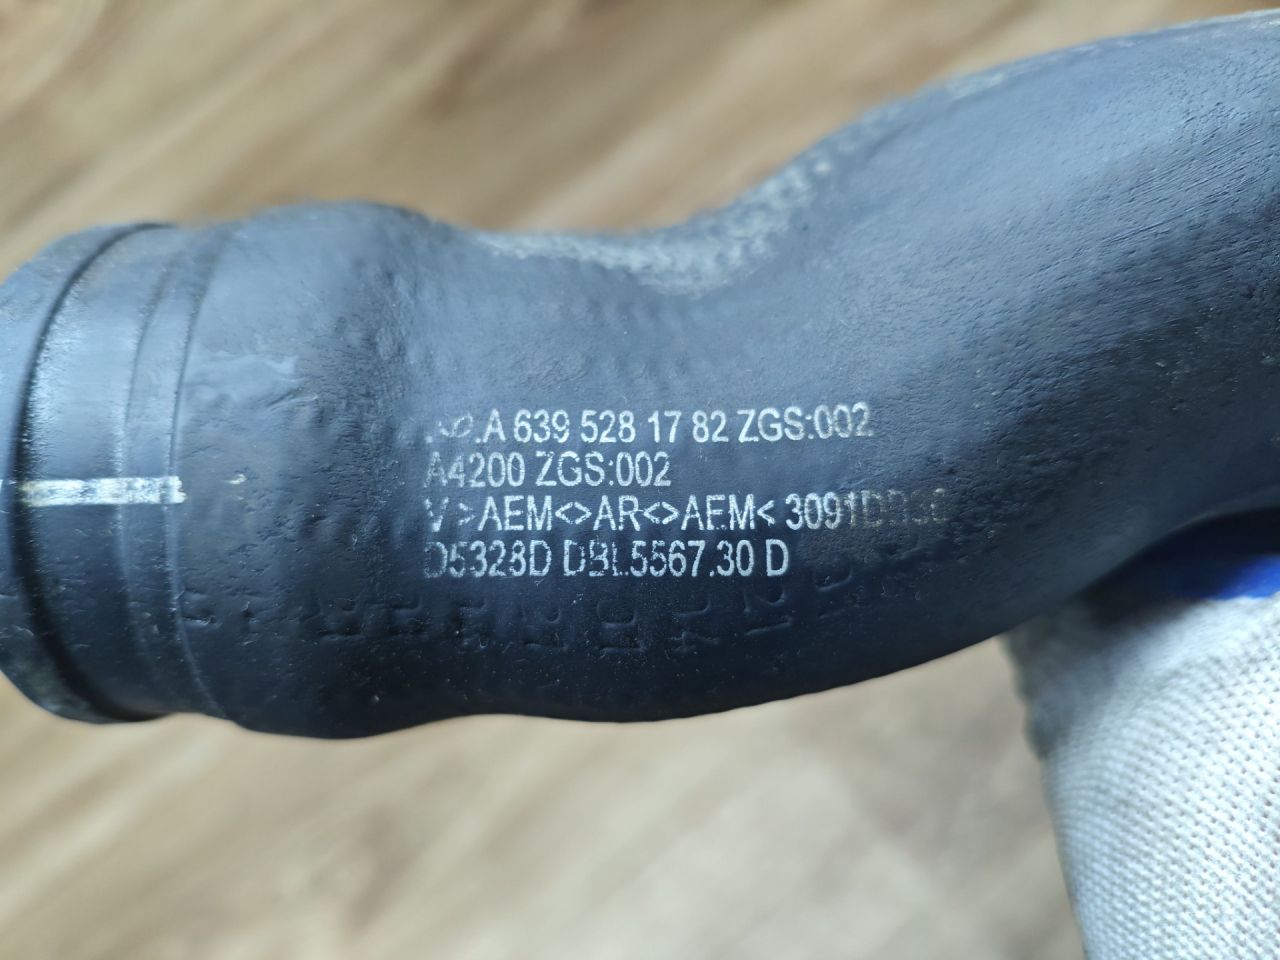 A 639 528 17 82 ZGS:002
A4200 ZGS:002
V >AEM<>AR<>AEM< 3091
D5328D DBL5567.30 D